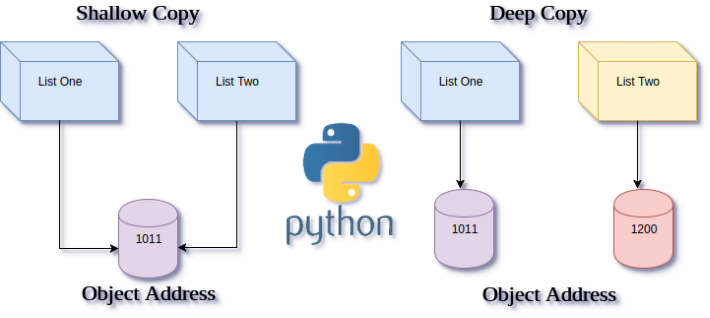 Shallow Copy
List One
List Two
1011
Object Address
python
Deep Copy
List One
List Two
1011
1200
Object Address